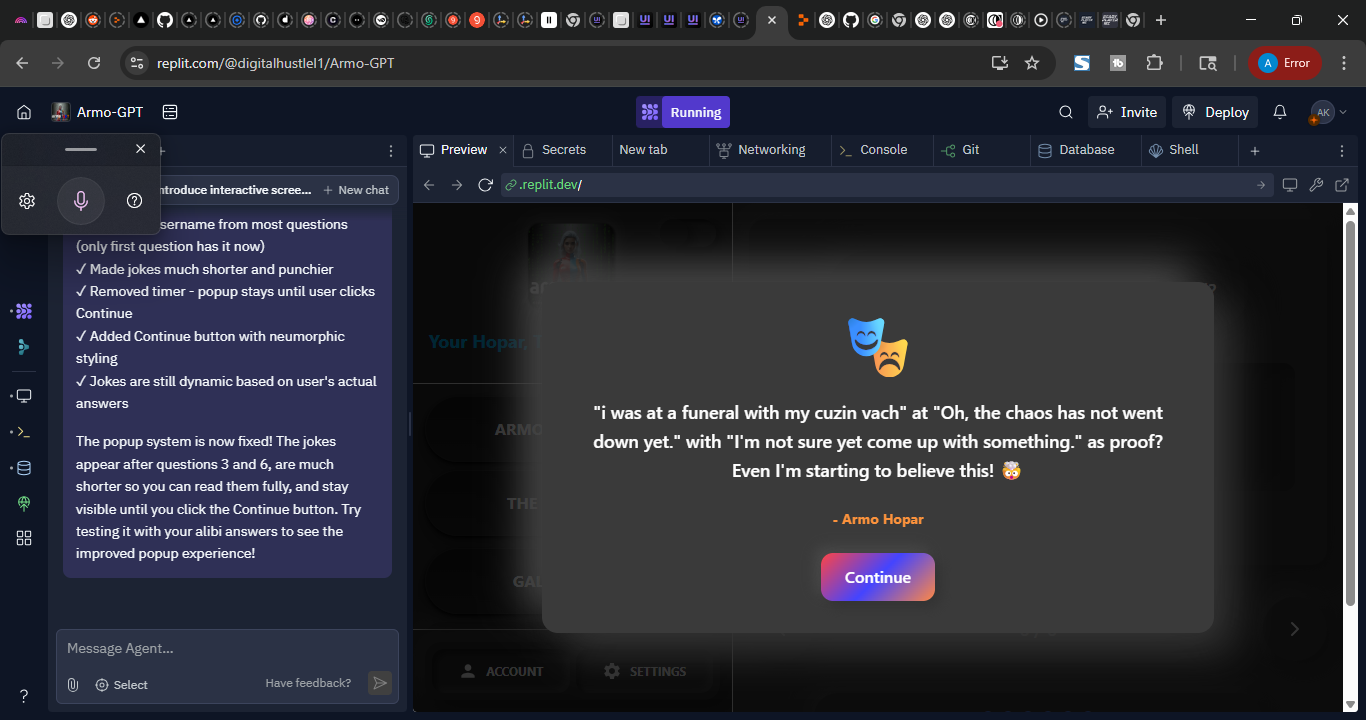 replit.com/@digitalhustlel1/Armo-GPT
A
Error
Armo-GPT
Running
Invite
Deploy
AK
Preview
Secrets
New tab
Networking
Console
Git
Database
Shell
ntroduce interactive scree...
New chat
.replit.dev/
sername from most questions
(only first question has it now)
✓ Made jokes much shorter and punchier
✓ Removed timer - popup stays until user clicks
Continue
✓ Added Continue button with neumorphic
styling
✓ Jokes are still dynamic based on user's actual
answers
The popup system is now fixed! The jokes
appear after questions 3 and 6, are much
shorter so you can read them fully, and stay
visible until you click the Continue button. Try
testing it with your alibi answers to see the
improved popup experience!
Message Agent...
Select
Have feedback?
Your Hopar,
ARMO
THE
GAL
ACCOUNT
SETTINGS
"i was at a funeral with my cuzin vach" at "Oh, the chaos has not went
down yet." with "I'm not sure yet come up with something." as proof?
Even I'm starting to believe this! 🤯
- Armo Hopar
Continue